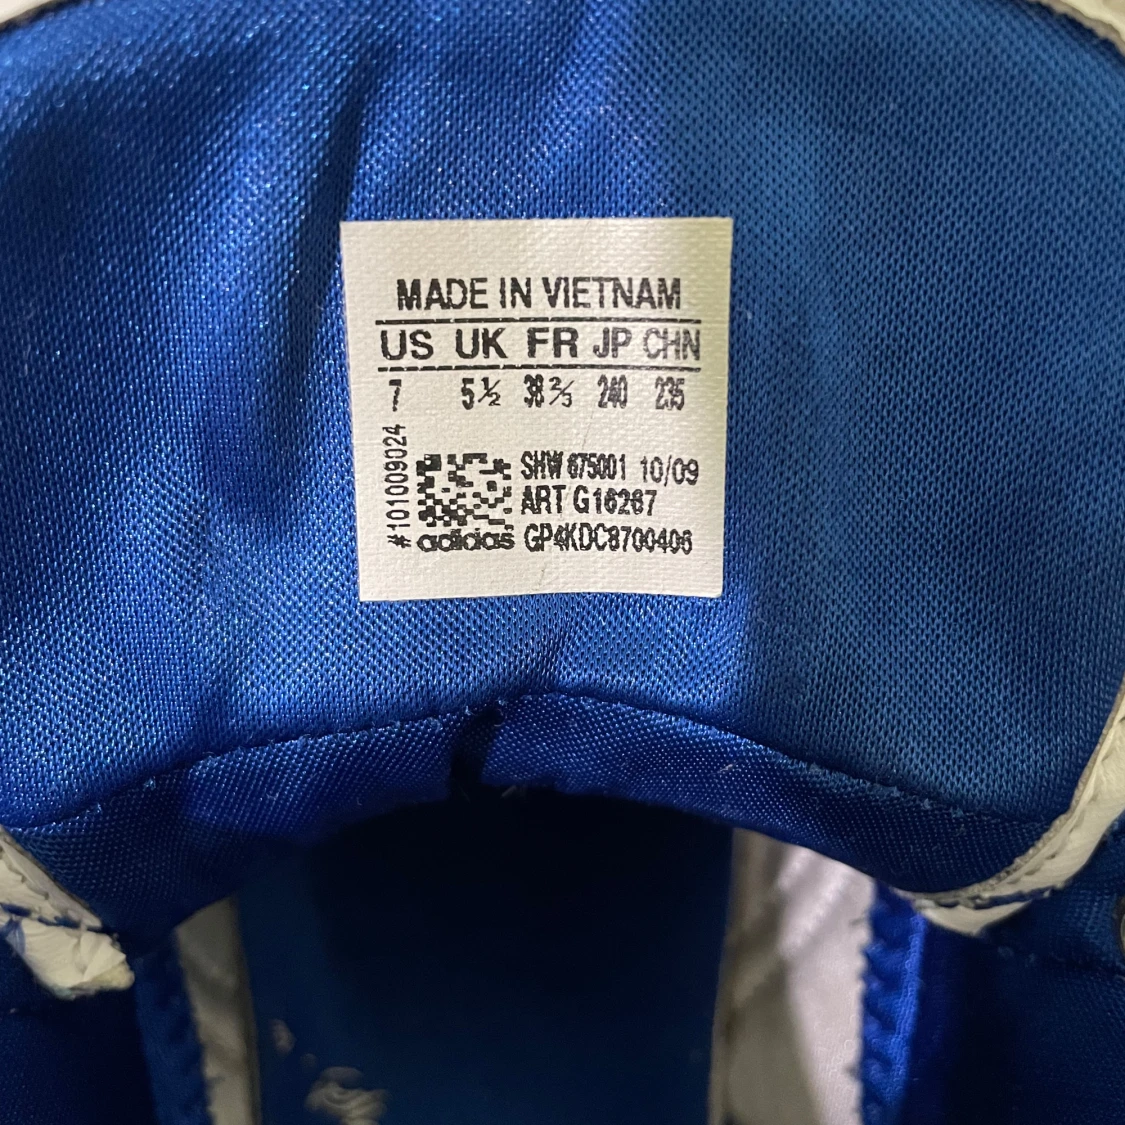 MADE IN VIETNAM
US UK FR JP CHN
7 5½ 38⅔ 240 235
#101009024
SHW 675001 10/09
ART G16267
adidas GP4KDC8700406